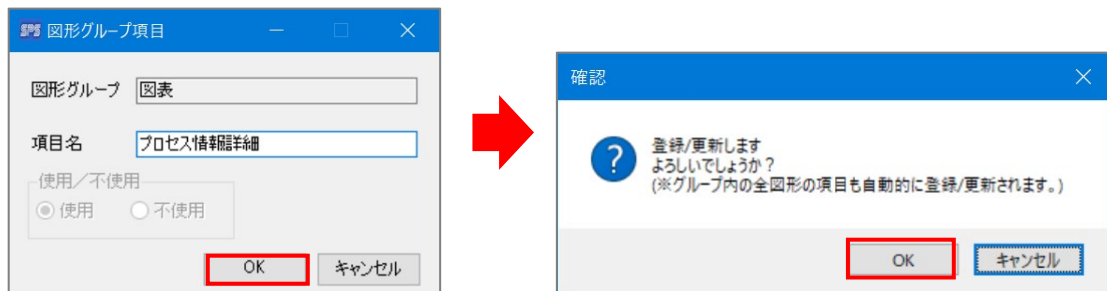 SPS 図形グループ項目
図形グループ 図表
項目名 プロセス情報詳細
使用／不使用
使用 不使用
OK キャンセル
確認
登録/更新します
よろしいでしょうか？
(※グループ内の全図形の項目も自動的に登録/更新されます。)
OK キャンセル